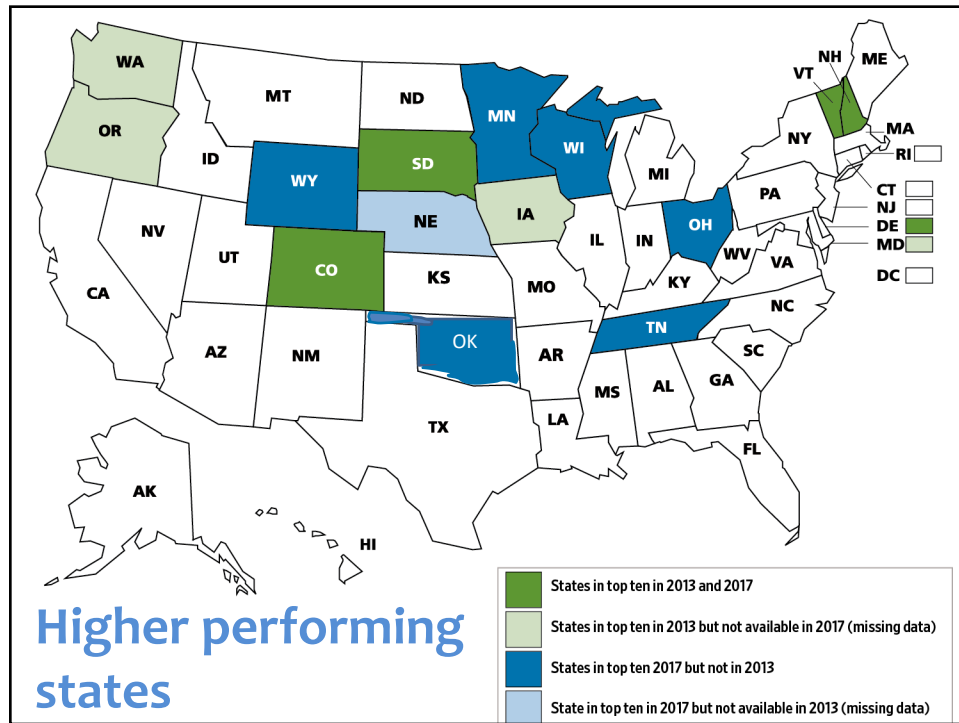 NH
ME
VT
WA
MT
ND
MN
OR
NY
MA
ID
SD
WI
RI
WY
MI
PA
CT
NJ
IA
NE
OH
DE
NV
IL
IN
MD
UT
WV
VA
CO
KS
DC
CA
MO
KY
NC
TN
OK
AZ
NM
AR
SC
MS
AL
GA
TX
LA
FL
AK
HI
States in top ten in 2013 and 2017
States in top ten in 2013 but not available in 2017 (missing data)
States in top ten 2017 but not in 2013
State in top ten in 2017 but not available in 2013 (missing data)
Higher performing
states